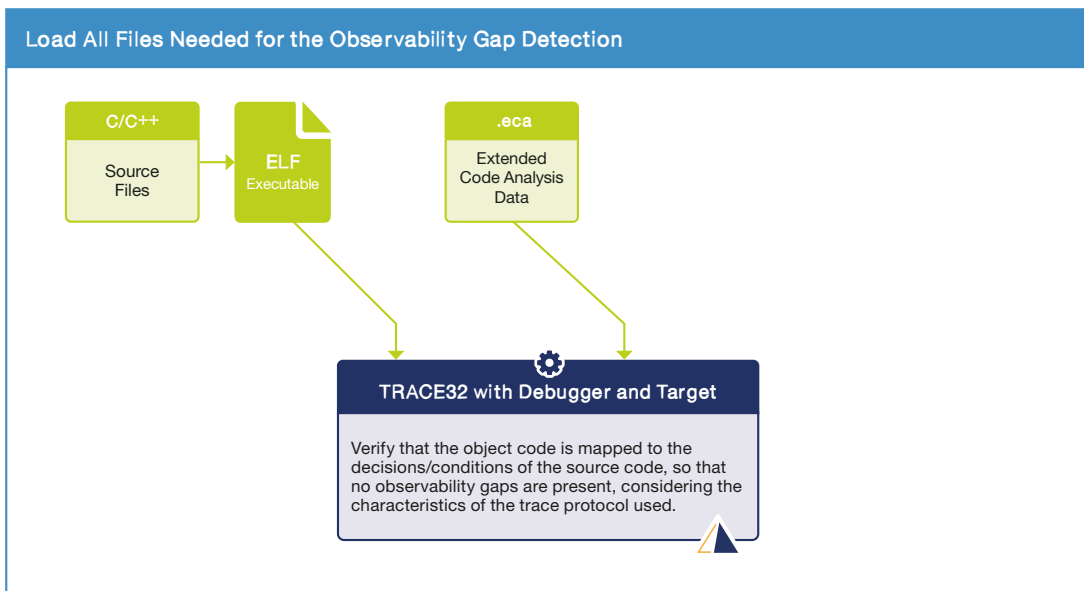 Load All Files Needed for the Observability Gap Detection
C/C++
Source
Files
ELF
Executable
.eca
Extended
Code Analysis
Data
TRACE32 with Debugger and Target
Verify that the object code is mapped to the
decisions/conditions of the source code, so that
no observability gaps are present, considering the
characteristics of the trace protocol used.